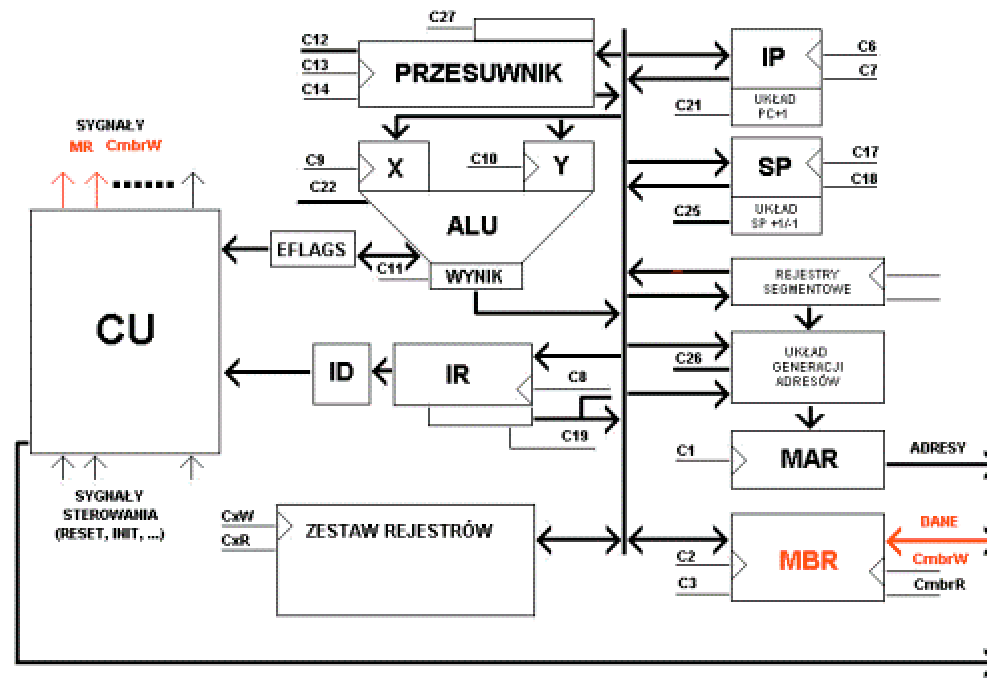 C27
C12
C13
C14
PRZESUWNIK
IP
C6
C7
C21
UKŁAD
PC+1
SYGNAŁY
MR CmbrW
C9
X
C10
Y
C22
ALU
SP
C17
C18
C25
UKŁAD
SP +1/-1
EFLAGS
C11
WYNIK
REJESTRY
SEGMENTOWE
CU
ID
IR
C8
C19
C26
UKŁAD
GENERACJI
ADRESÓW
C1
MAR
ADRESY
SYGNAŁY
STEROWANIA
(RESET, INIT, ...)
CxW
CxR
ZESTAW REJESTRÓW
C2
C3
MBR
DANE
CmbrW
CmbrR